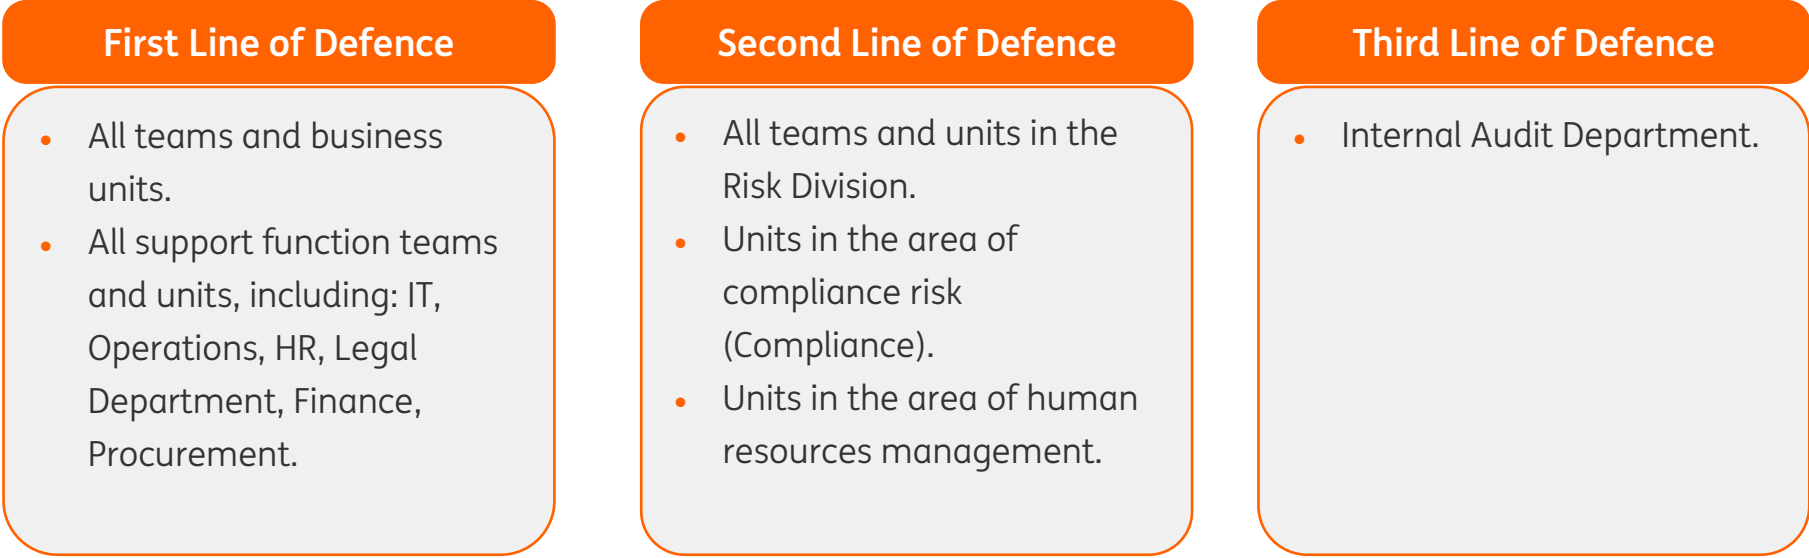 First Line of Defence
• All teams and business
units.
• All support function teams
and units, including: IT,
Operations, HR, Legal
Department, Finance,
Procurement.
Second Line of Defence
• All teams and units in the
Risk Division.
• Units in the area of
compliance risk
(Compliance).
• Units in the area of human
resources management.
Third Line of Defence
• Internal Audit Department.